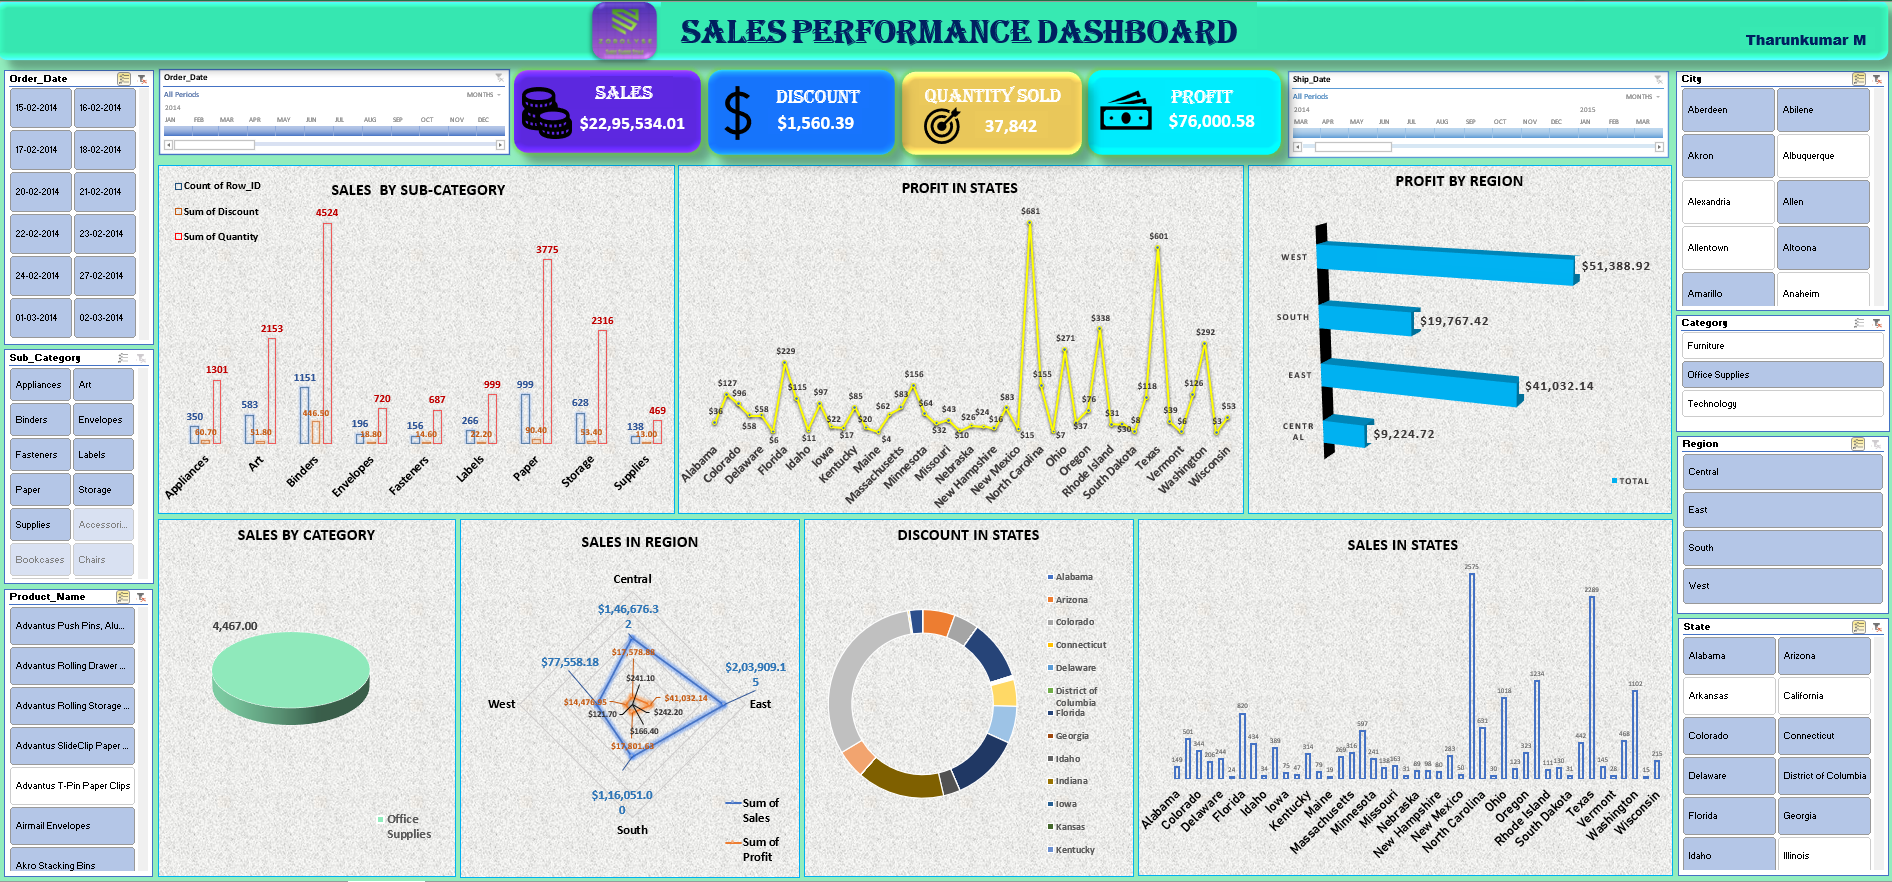 SALES PERFORMANCE DASHBOARD
Tharunkumar M
Order_Date
15-02-2014
16-02-2014
17-02-2014
18-02-2014
20-02-2014
21-02-2014
22-02-2014
23-02-2014
24-02-2014
27-02-2014
01-03-2014
02-03-2014
Order_Date
All Periods
MONTHS
2014
JAN FEB MAR APR MAY JUN JUL AUG SEP OCT NOV DEC
SALES
$22,95,534.01
DISCOUNT
$1,560.39
QUANTITY SOLD
37,842
PROFIT
$76,000.58
Ship_Date
All Periods
MONTHS
2014 2015
MAR APR MAY JUN JUL AUG SEP OCT NOV DEC JAN FEB MAR
City
Aberdeen
Abilene
Akron
Albuquerque
Alexandria
Allen
Allentown
Altoona
Amarillo
Anaheim
Sub_Category
Appliances
Art
Binders
Envelopes
Fasteners
Labels
Paper
Storage
Supplies
Accessori...
Bookcases
Chairs
Product_Name
Advantus Push Pins, Alu...
Advantus Rolling Drawer ...
Advantus Rolling Storage ...
Advantus SlideClip Paper ...
Advantus T-Pin Paper Clips
Airmail Envelopes
Akro Stacking Bins
SALES BY SUB-CATEGORY
Count of Row_ID
Sum of Discount
Sum of Quantity
350
60.70
1301
583
51.80
2153
1151
446.50
4524
196
18.80
720
156
14.60
687
266
22.20
999
999
90.40
3775
628
53.40
2316
138
13.00
469
Appliances
Art
Binders
Envelopes
Fasteners
Labels
Paper
Storage
Supplies
PROFIT IN STATES
$36
$127
$96
$58
$58
$6
$229
$115
$11
$97
$22
$17
$85
$20
$4
$62
$83
$156
$64
$32
$43
$10
$26
$24
$16
$83
$15
$681
$155
$7
$271
$37
$76
$338
$31
$30
$8
$118
$601
$39
$6
$126
$292
$3
$53
Alabama
Colorado
Delaware
Florida
Idaho
Iowa
Kentucky
Maine
Massachusetts
Minnesota
Missouri
Nebraska
New Hampshire
New Mexico
North Carolina
Ohio
Oregon
Rhode Island
South Dakota
Texas
Vermont
Washington
Wisconsin
PROFIT BY REGION
WEST
$51,388.92
SOUTH
$19,767.42
EAST
$41,032.14
CENTR
AL
$9,224.72
TOTAL
Category
Furniture
Office Supplies
Technology
Region
Central
East
South
West
State
Alabama
Arizona
Arkansas
California
Colorado
Connecticut
Delaware
District of Columbia
Florida
Georgia
Idaho
Illinois
SALES BY CATEGORY
4,467.00
Office
Supplies
SALES IN REGION
Central
$1,46,676.3
2
$17,578.83
$241.10
$77,558.18
$2,03,909.1
5
West
$14,476.95
$121.70
$41,032.14
$242.20
East
$166.40
$17,801.63
$1,16,051.0
0
South
Sum of
Sales
Sum of
Profit
DISCOUNT IN STATES
Alabama
Arizona
Colorado
Connecticut
Delaware
District of
Columbia
Florida
Georgia
Idaho
Indiana
Iowa
Kansas
Kentucky
SALES IN STATES
149
501
344
206
244
24
820
434
34
389
75
47
314
79
19
269
316
597
241
138
163
31
89
98
80
283
50
2575
631
30
1018
123
323
1234
111
130
31
442
2289
145
28
468
1102
15
215
Alabama
Colorado
Delaware
Florida
Idaho
Iowa
Kentucky
Maine
Massachusetts
Minnesota
Missouri
Nebraska
New Hampshire
New Mexico
North Carolina
Ohio
Oregon
Rhode Island
South Dakota
Texas
Vermont
Washington
Wisconsin